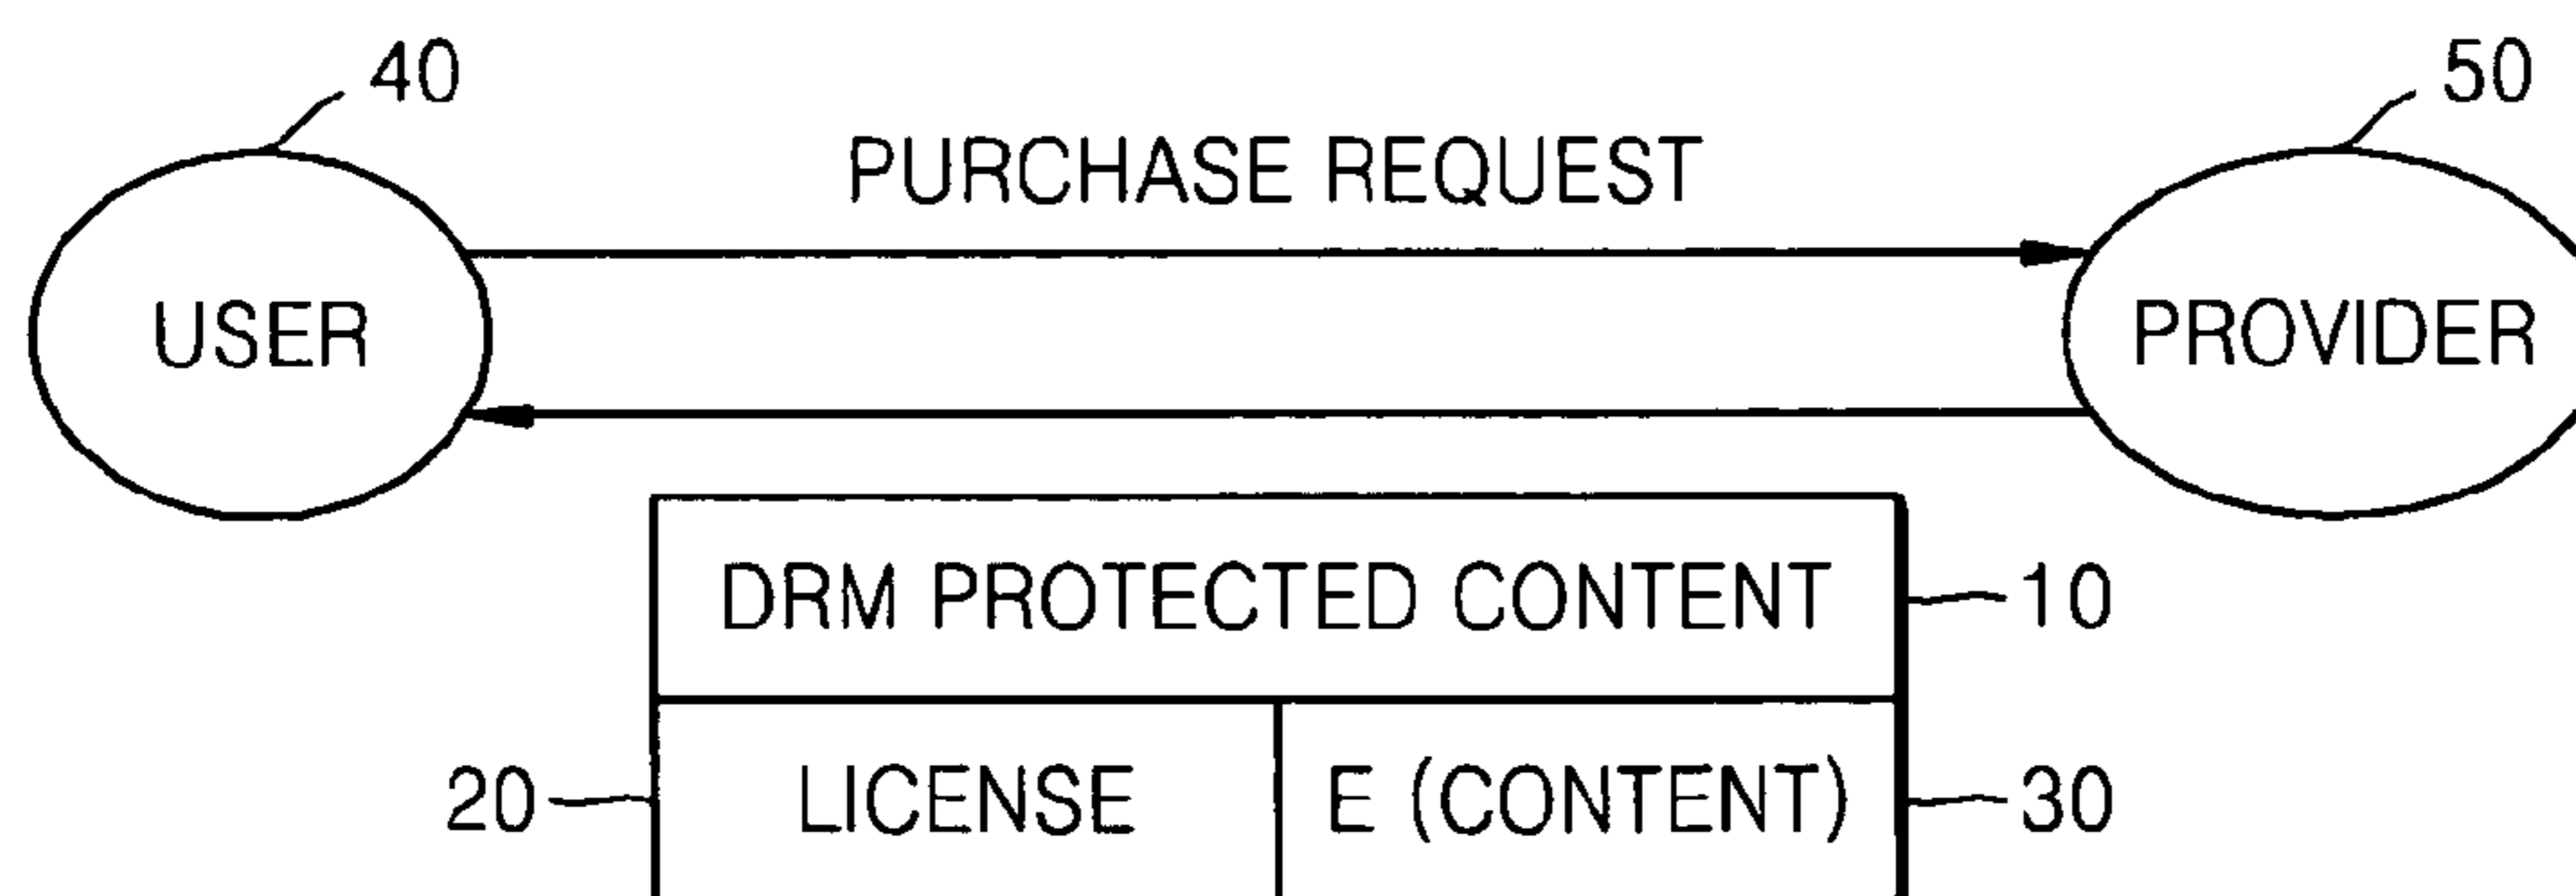 40
50
PURCHASE REQUEST
USER
PROVIDER
DRM PROTECTED CONTENT
10
20
LICENSE
E (CONTENT)
30